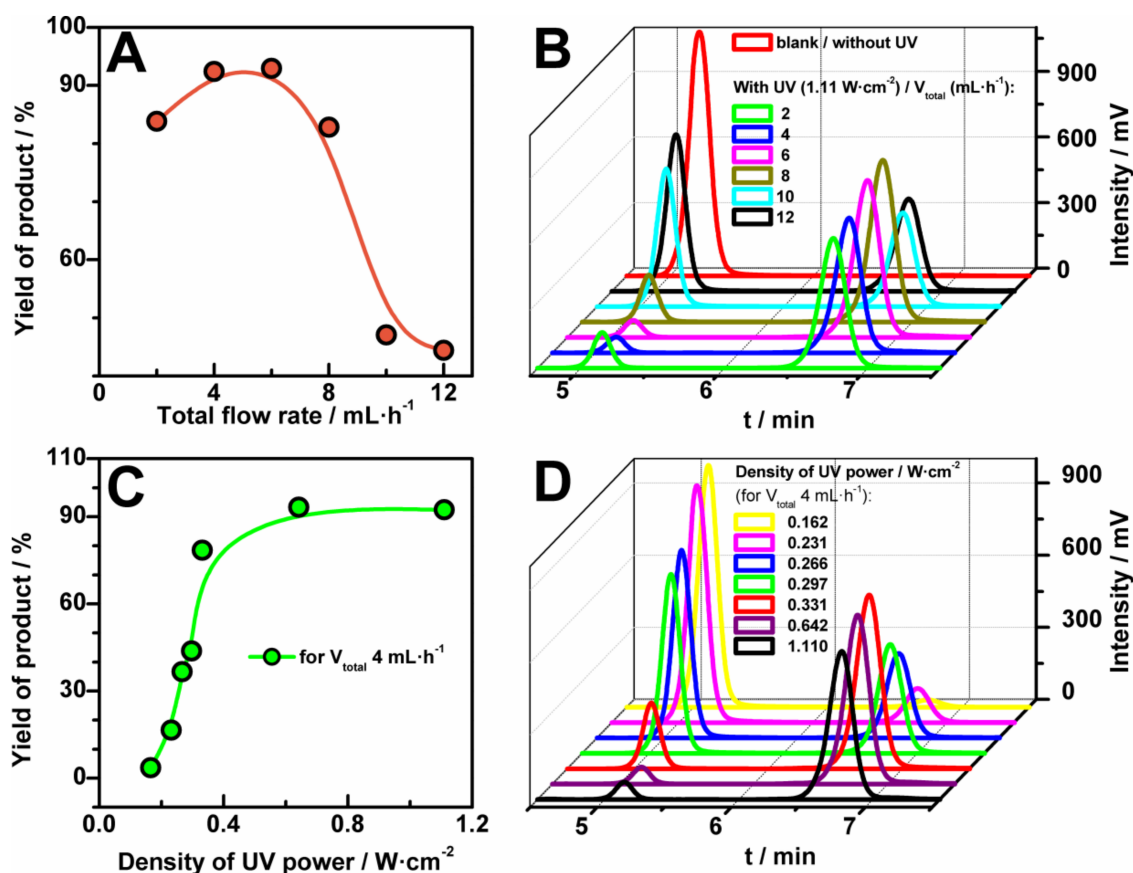 A
100
90
60
Yield of product / %
0
4
8
12
Total flow rate / mL·h⁻¹
B
blank / without UV
With UV (1.11 W·cm⁻²) / V_total (mL·h⁻¹):
2
4
6
8
10
12
900
600
300
0
Intensity / mV
5
6
7
t / min
C
110
90
60
30
0
Yield of product / %
for V_total 4 mL·h⁻¹
0.0
0.4
0.8
1.2
Density of UV power / W·cm⁻²
D
Density of UV power / W·cm⁻²
(for V_total 4 mL·h⁻¹):
0.162
0.231
0.266
0.297
0.331
0.642
1.110
900
600
300
0
Intensity / mV
5
6
7
t / min